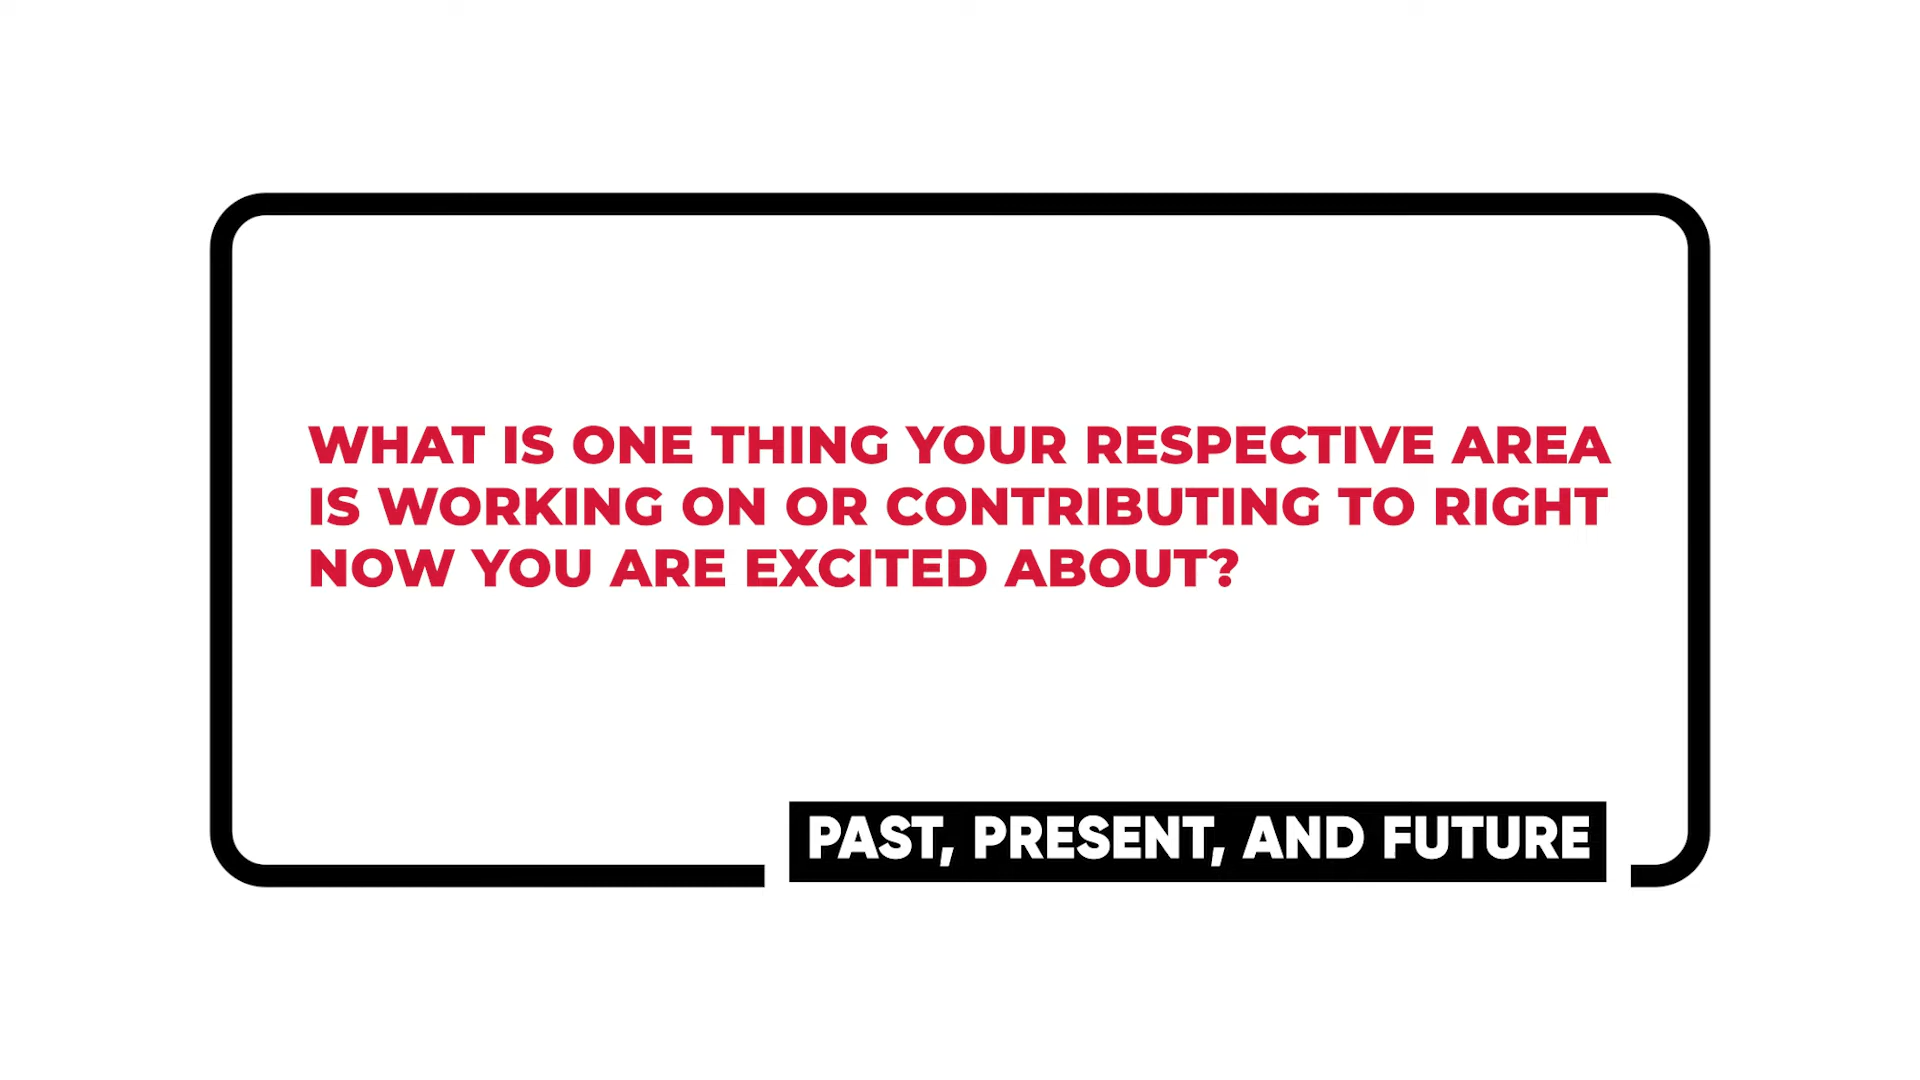 WHAT IS ONE THING YOUR RESPECTIVE AREA
IS WORKING ON OR CONTRIBUTING TO RIGHT
NOW YOU ARE EXCITED ABOUT?
PAST, PRESENT, AND FUTURE